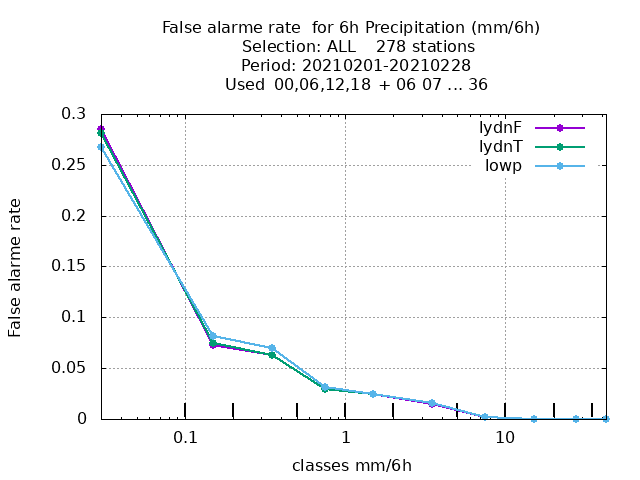 False alarme rate  for 6h Precipitation (mm/6h)
Selection: ALL    278 stations
Period: 20210201-20210228
Used  00,06,12,18  + 06 07 ... 36
lydnF
lydnT
lowp
0.3
0.25
0.2
0.15
0.1
0.05
0
False alarme rate
0.1
1
10
classes mm/6h